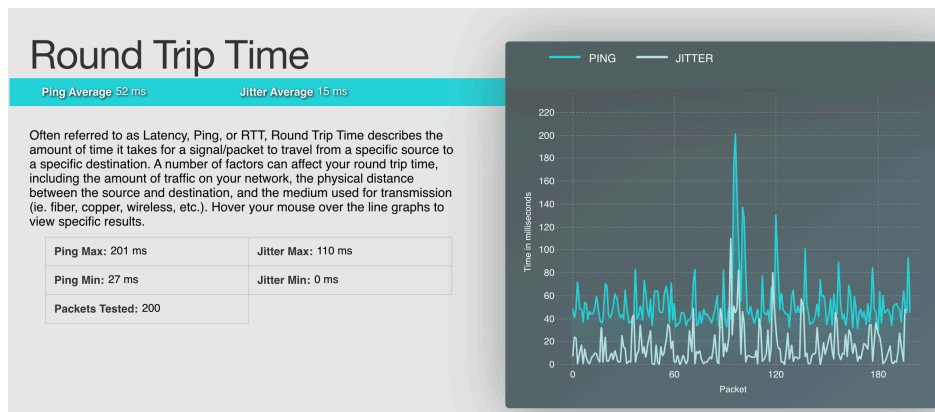 Round Trip Time
Ping Average 52 ms
Jitter Average 15 ms
Often referred to as Latency, Ping, or RTT, Round Trip Time describes the
amount of time it takes for a signal/packet to travel from a specific source to
a specific destination. A number of factors can affect your round trip time,
including the amount of traffic on your network, the physical distance
between the source and destination, and the medium used for transmission
(ie. fiber, copper, wireless, etc.). Hover your mouse over the line graphs to
view specific results.
Ping Max: 201 ms
Jitter Max: 110 ms
Ping Min: 27 ms
Jitter Min: 0 ms
Packets Tested: 200
PING
JITTER
Time in milliseconds
220
200
180
160
140
120
100
80
60
40
20
0
0
60
120
180
Packet